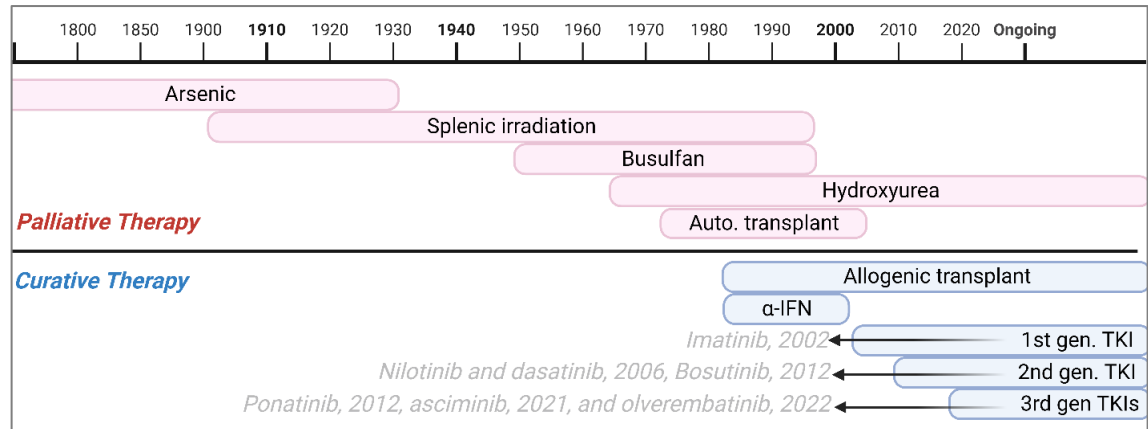 1800 1850 1900 1910 1920 1930 1940 1950 1960 1970 1980 1990 2000 2010 2020 Ongoing
Arsenic
Splenic irradiation
Busulfan
Hydroxyurea
Palliative Therapy
Auto. transplant
Curative Therapy
Allogenic transplant
α-IFN
Imatinib, 2002 1st gen. TKI
Nilotinib and dasatinib, 2006, Bosutinib, 2012 2nd gen. TKI
Ponatinib, 2012, asciminib, 2021, and olverembatinib, 2022 3rd gen TKIs